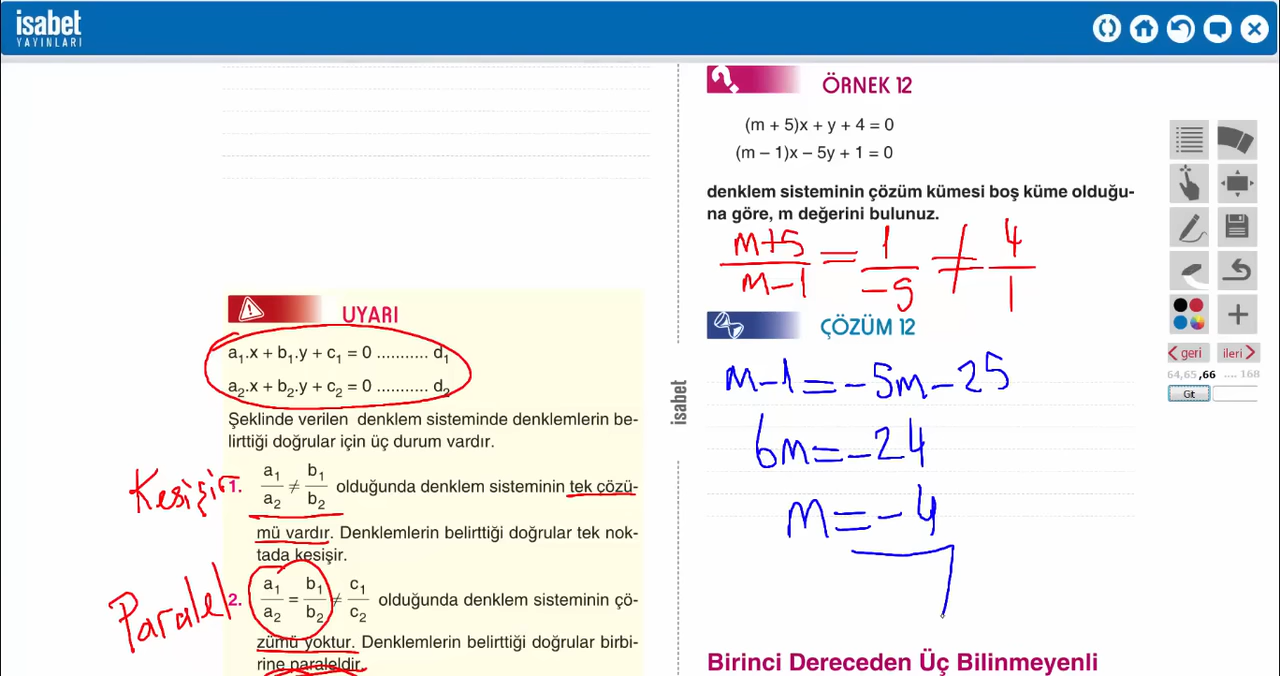 isabet
YAYINLARI
UYARI
a₁.x + b₁.y + c₁ = 0 ........... d₁
a₂.x + b₂.y + c₂ = 0 ........... d₂
Şeklinde verilen denklem sisteminde denklemlerin be-
lirttiği doğrular için üç durum vardır.
Kesişir
1. a₁/a₂ ≠ b₁/b₂ olduğunda denklem sisteminin tek çözü-
mü vardır. Denklemlerin belirttiği doğrular tek nok-
tada kesişir.
Paralel
2. a₁/a₂ = b₁/b₂ ≠ c₁/c₂ olduğunda denklem sisteminin çö-
zümü yoktur. Denklemlerin belirttiği doğrular birbi-
rine paraleldir.
isabet
ÖRNEK 12
(m + 5)x + y + 4 = 0
(m – 1)x – 5y + 1 = 0
denklem sisteminin çözüm kümesi boş küme olduğu-
na göre, m değerini bulunuz.
m+5/m-1 = 1/-5 ≠ 4/1
ÇÖZÜM 12
m-1=-5m-25
6m=-24
m=-4
Birinci Dereceden Üç Bilinmeyenli
geri
ileri
64,65,66 .... 168
Git